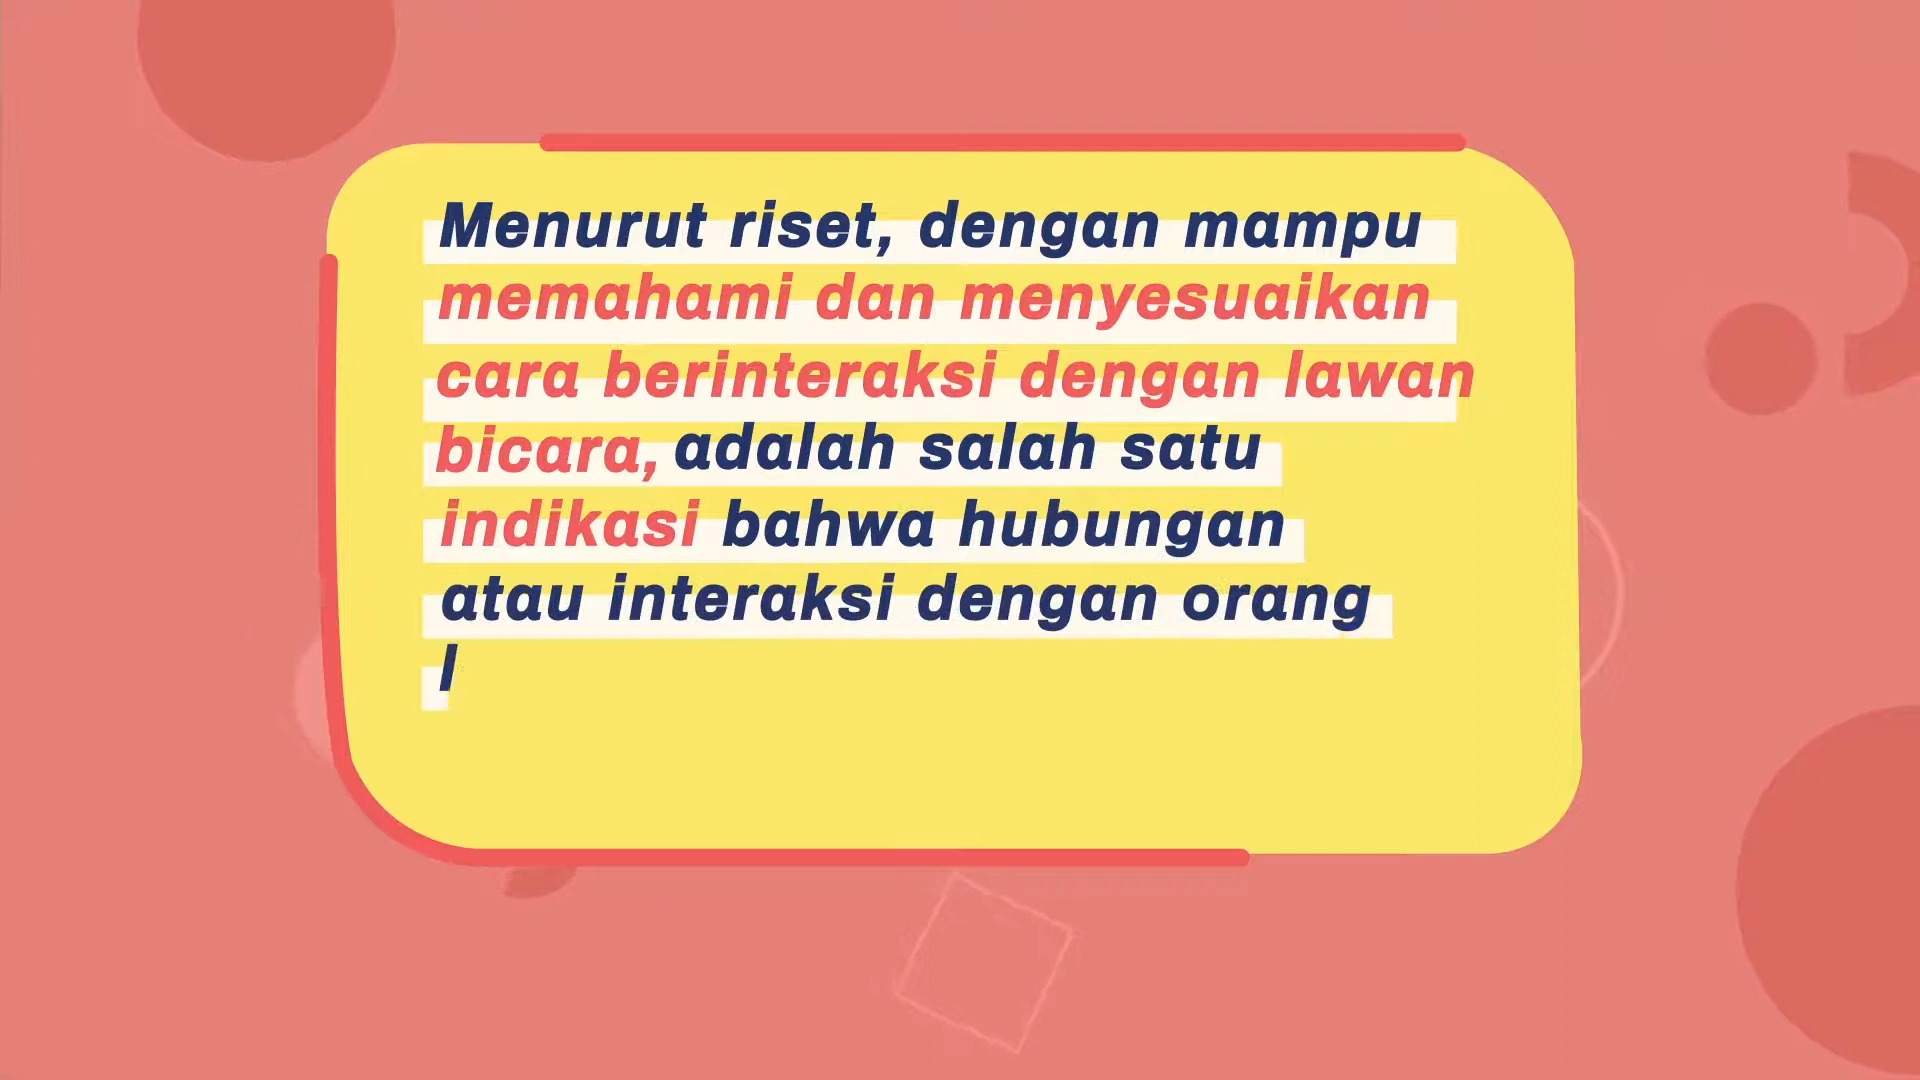 Menurut riset, dengan mampu
memahami dan menyesuaikan
cara berinteraksi dengan lawan
bicara, adalah salah satu
indikasi bahwa hubungan
atau interaksi dengan orang
l